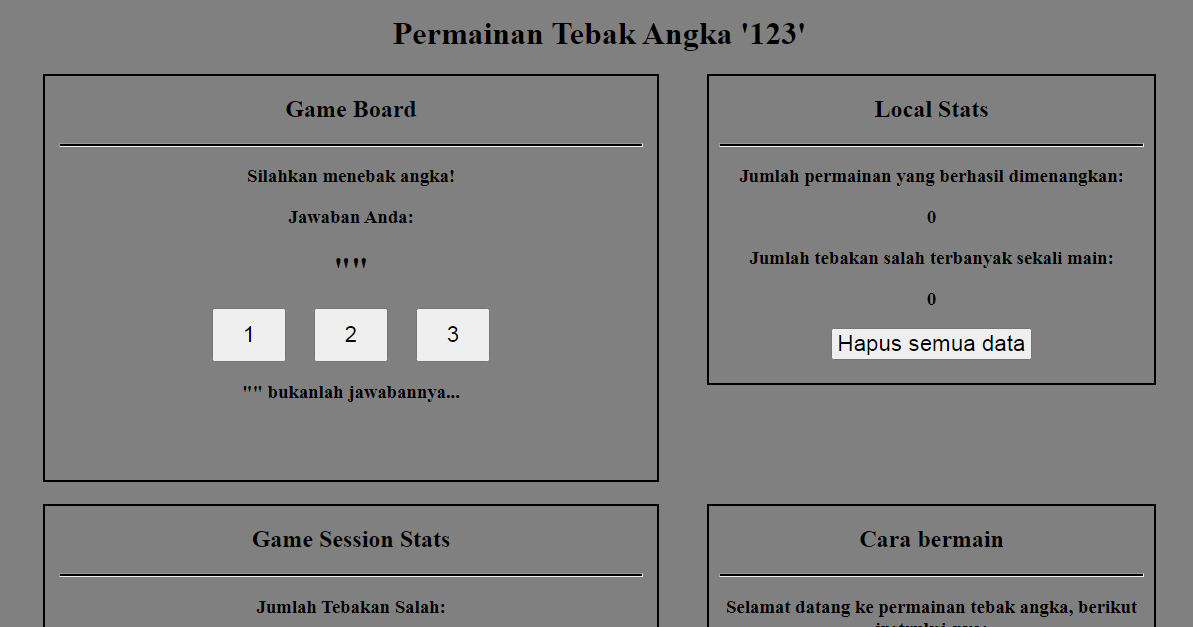 Permainan Tebak Angka '123'
Game Board
Silahkan menebak angka!
Jawaban Anda:
""
1 2 3
"" bukanlah jawabannya...
Local Stats
Jumlah permainan yang berhasil dimenangkan:
0
Jumlah tebakan salah terbanyak sekali main:
0
Hapus semua data
Game Session Stats
Jumlah Tebakan Salah:
Cara bermain
Selamat datang ke permainan tebak angka, berikut